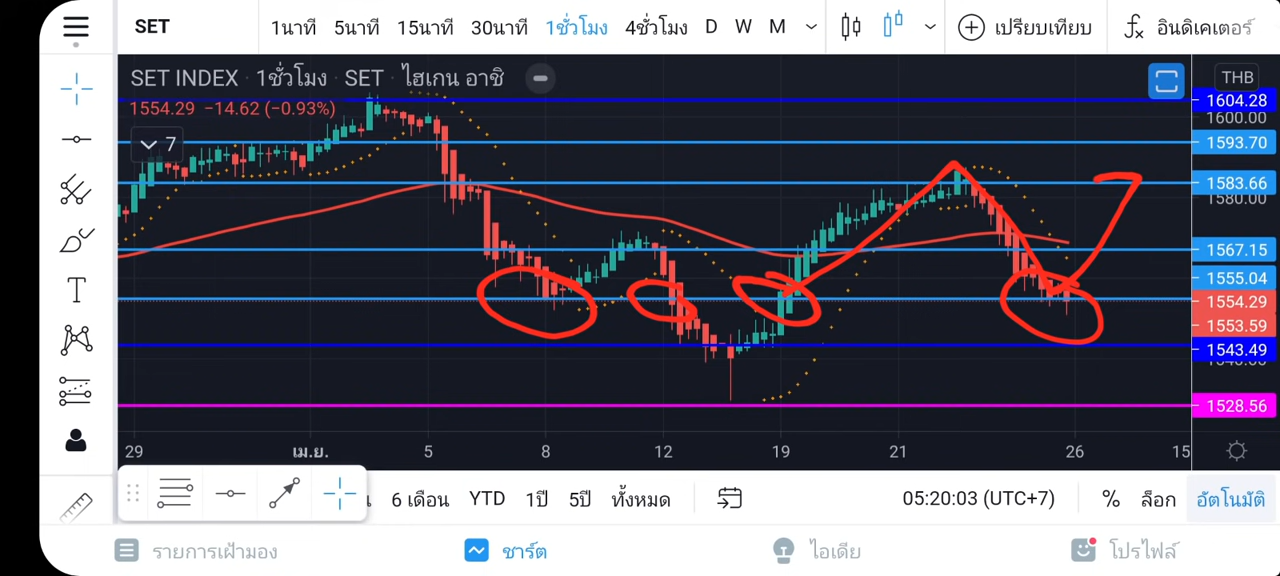 SET 1นาที 5นาที 15นาที 30นาที 1ชั่วโมง 4ชั่วโมง D W M เปรียบเทียบ อินดิเคเตอร์
SET INDEX · 1ชั่วโมง · SET · ไฮเกน อาชิ THB
1554.29 −14.62 (−0.93%)
7
1604.28
1600.00
1593.70
1583.66
1580.00
1567.15
1555.04
1554.29
1553.59
1543.49
1528.56
29 เม.ย. 5 8 12 19 21 26 15
T
6 เดือน YTD 1ปี 5ปี ทั้งหมด 05:20:03 (UTC+7) % ล็อก อัตโนมัติ
รายการเฝ้ามอง ชาร์ต ไอเดีย โปรไฟล์